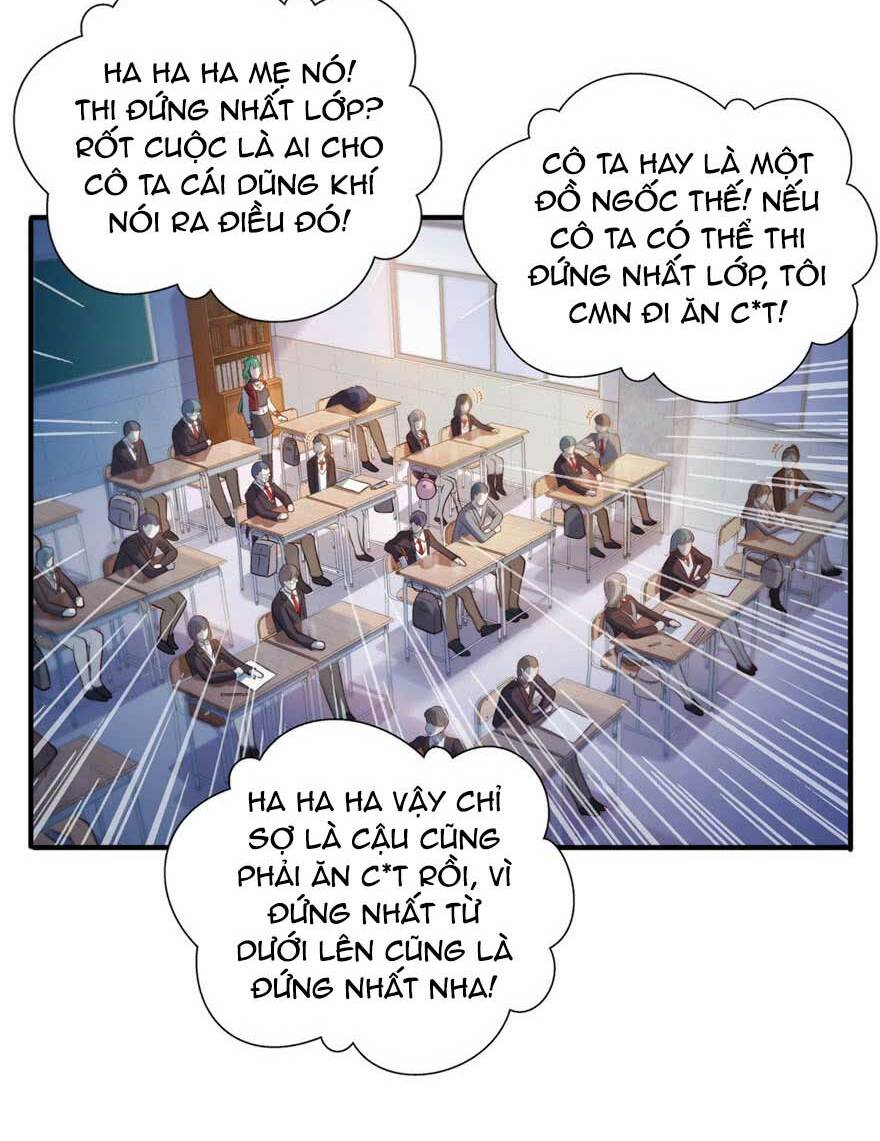 HA HA HA MẸ NÓ!
THI ĐỨNG NHẤT LỚP?
RỐT CUỘC LÀ AI CHO
CÔ TA CÁI DŨNG KHÍ
NÓI RA ĐIỀU ĐÓ!
CÔ TA HAY LÀ MỘT
ĐỒ NGỐC THẾ! NẾU
CÔ TA CÓ THỂ THI
ĐỨNG NHẤT LỚP, TÔI
CMN ĐI ĂN C*T!
HA HA HA VẬY CHỈ
SỢ LÀ CẬU CŨNG
PHẢI ĂN C*T RỒI, VÌ
ĐỨNG NHẤT TỪ
DƯỚI LÊN CŨNG LÀ
ĐỨNG NHẤT NHA!